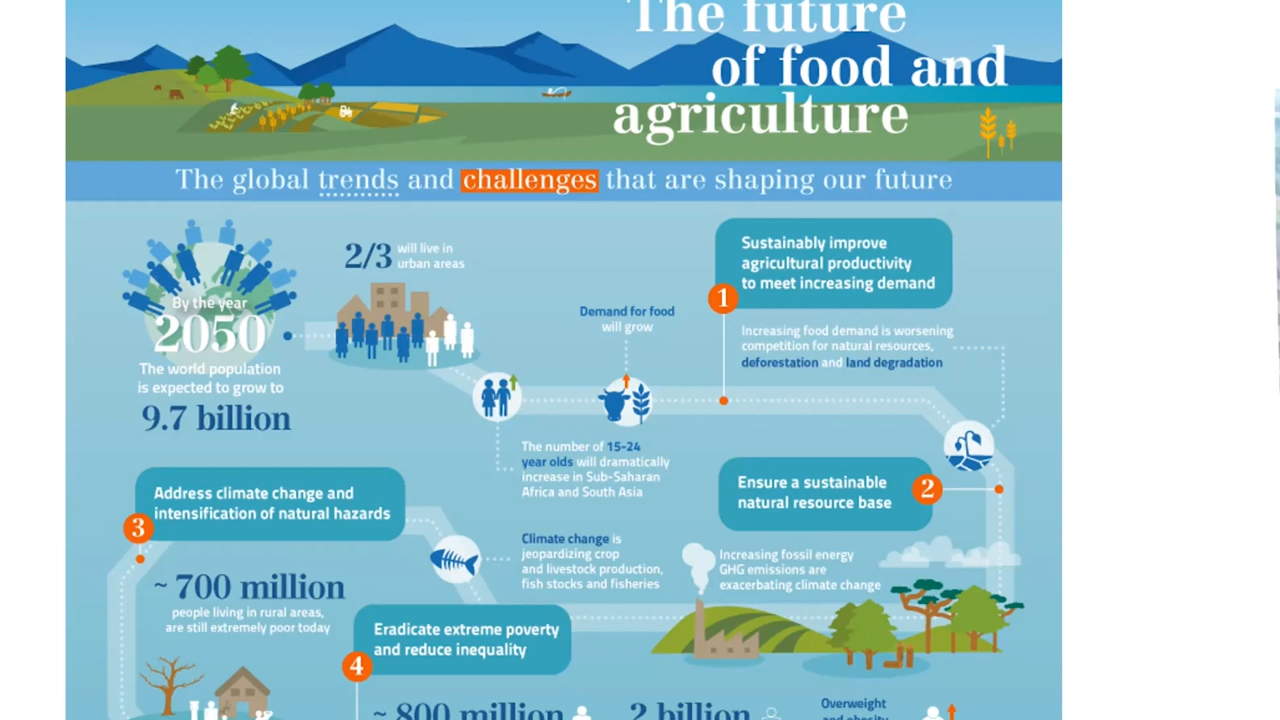 The future
of food and
agriculture
The global trends and challenges that are shaping our future
By the year
2050
The world population
is expected to grow to
9.7 billion
2/3 will live in
urban areas
Demand for food
will grow
1
Sustainably improve
agricultural productivity
to meet increasing demand
Increasing food demand is worsening
competition for natural resources,
deforestation and land degradation
The number of 15-24
year olds will dramatically
increase in Sub-Saharan
Africa and South Asia
Ensure a sustainable
natural resource base
2
Address climate change and
intensification of natural hazards
3
Climate change is
jeopardizing crop
and livestock production,
fish stocks and fisheries
Increasing fossil energy
GHG emissions are
exacerbating climate change
~ 700 million
people living in rural areas,
are still extremely poor today
Eradicate extreme poverty
and reduce inequality
4
~ 800 million
2 billion
Overweight
and obesity